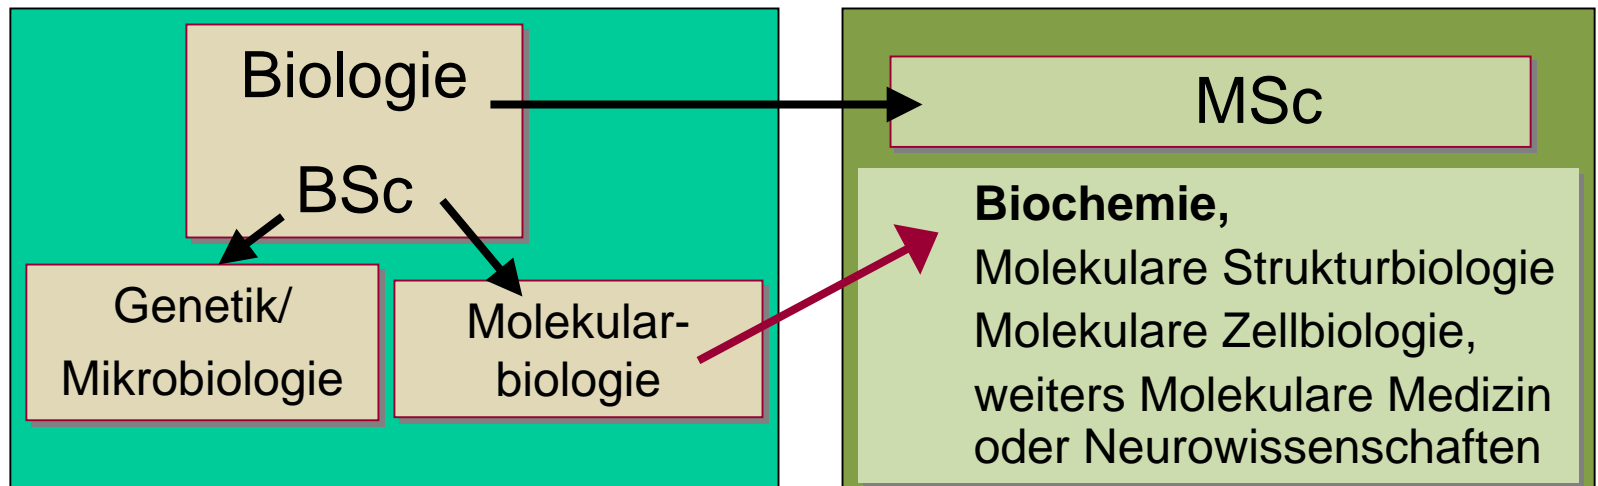 Biologie
BSc
Genetik/
Mikrobiologie
Molekular-
biologie
MSc
Biochemie,
Molekulare Strukturbiologie
Molekulare Zellbiologie,
weiters Molekulare Medizin
oder Neurowissenschaften